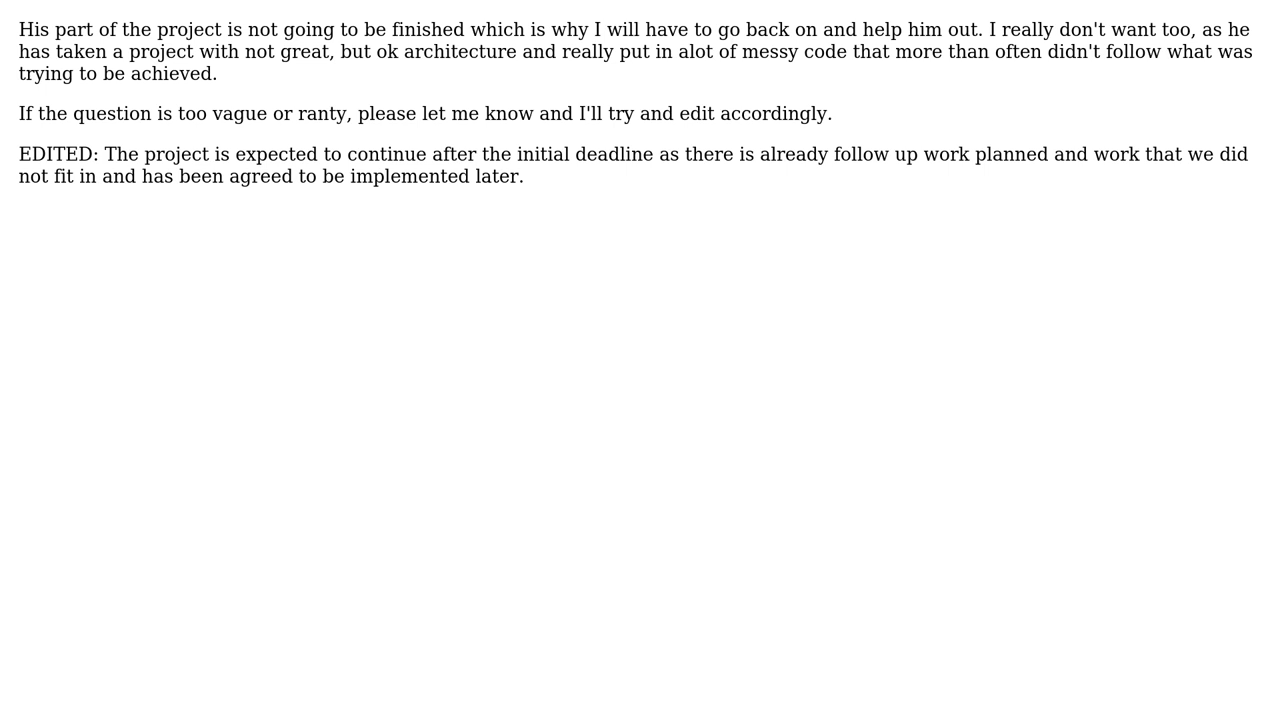 His part of the project is not going to be finished which is why I will have to go back on and help him out. I really don't want too, as he
has taken a project with not great, but ok architecture and really put in alot of messy code that more than often didn't follow what was
trying to be achieved.
If the question is too vague or ranty, please let me know and I'll try and edit accordingly.
EDITED: The project is expected to continue after the initial deadline as there is already follow up work planned and work that we did
not fit in and has been agreed to be implemented later.